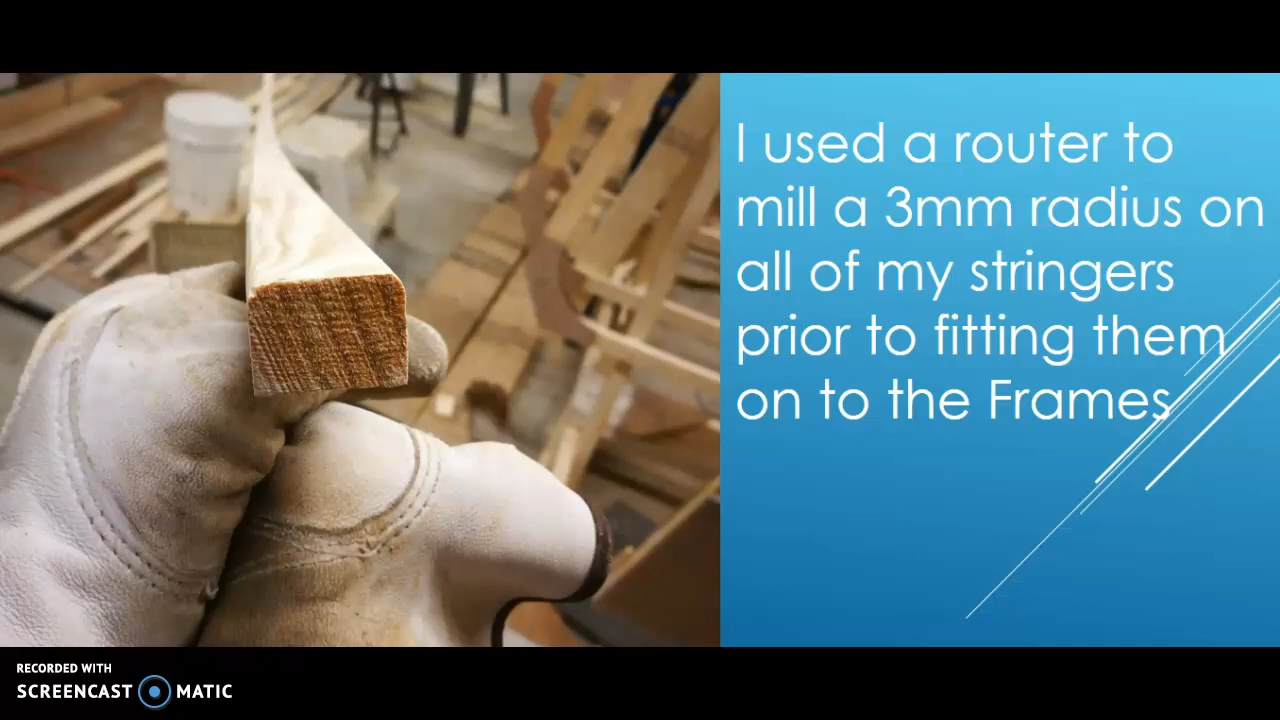 I used a router to
mill a 3mm radius on
all of my stringers
prior to fitting them
on to the Frames
RECORDED WITH
SCREENCAST MATIC